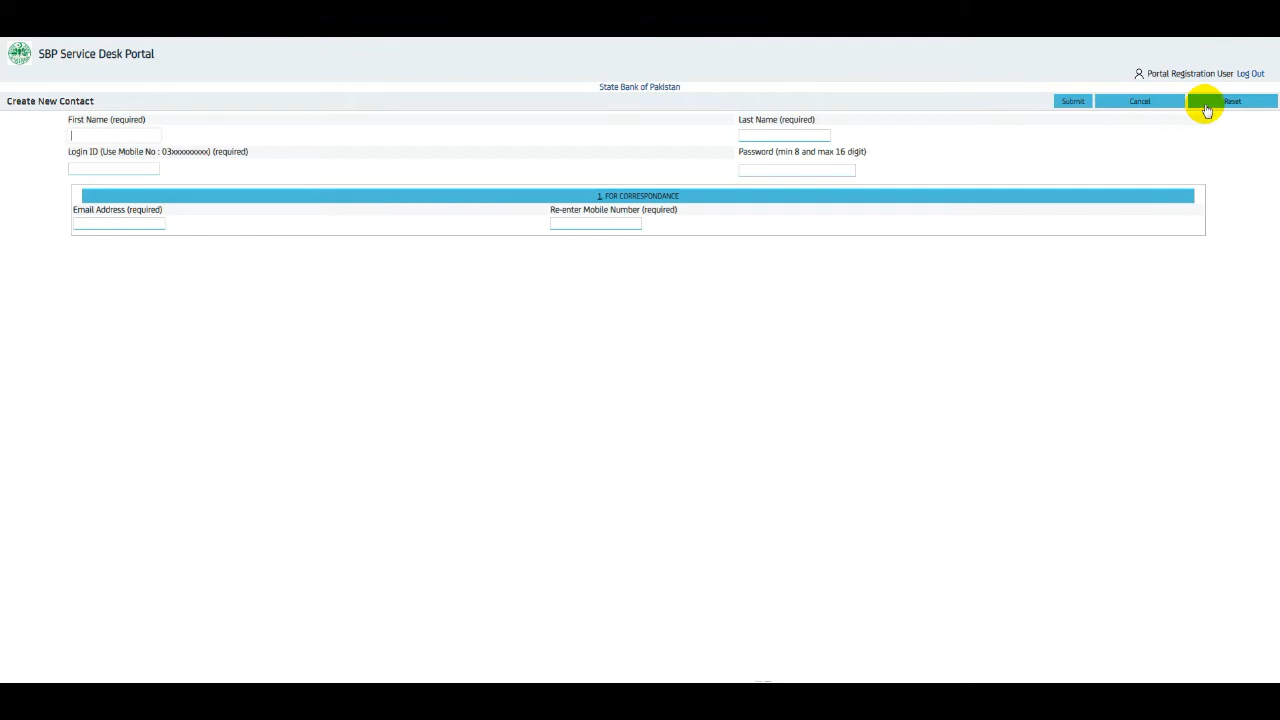 SBP Service Desk Portal
Portal Registration User Log Out
State Bank of Pakistan
Create New Contact
Submit Cancel Reset
First Name (required) Last Name (required)
Login ID (Use Mobile No : 03xxxxxxxxx) (required) Password (min 8 and max 16 digit)
1. FOR CORRESPONDANCE
Email Address (required) Re-enter Mobile Number (required)